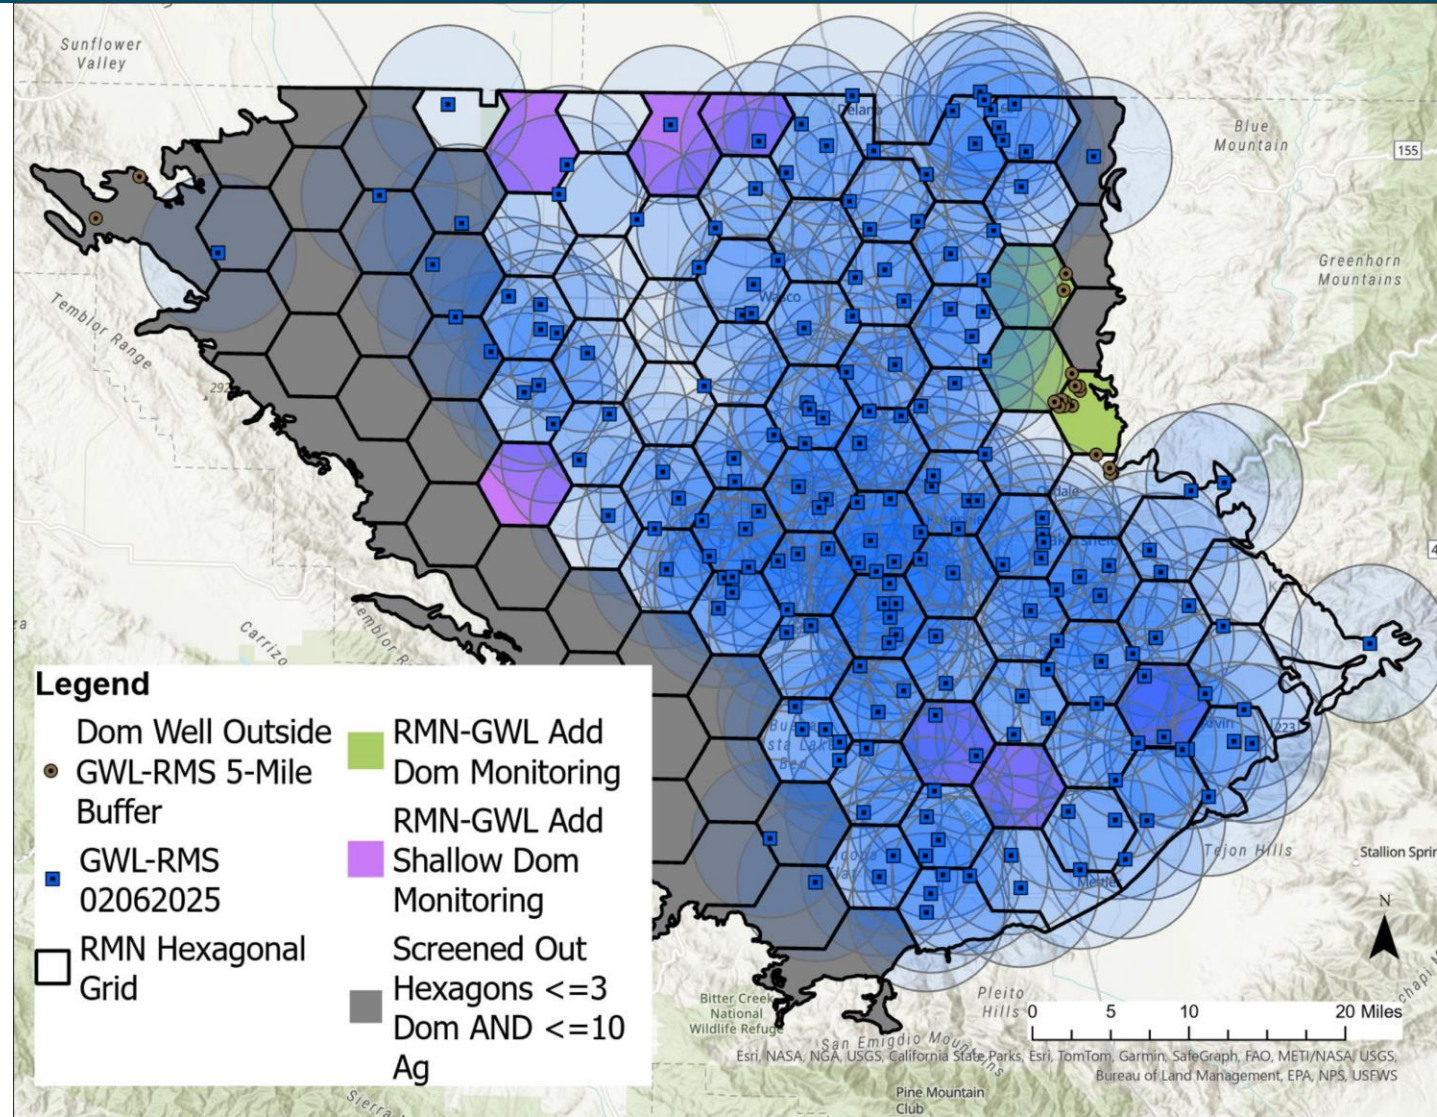 Sunflower
Valley
Delano
Blue
Mountain
155
Greenhorn
Mountains
Wasco
Temblor Range
Carrizo
Legend
Dom Well Outside
GWL-RMS 5-Mile
Buffer
GWL-RMS
02062025
RMN Hexagonal
Grid
RMN-GWL Add
Dom Monitoring
RMN-GWL Add
Shallow Dom
Monitoring
Screened Out
Hexagons <=3
Dom AND <=10
Ag
223
Tejon Hills
Stallion Sprin
N
Bitter Creek
National
Wildlife Refuge
Pleito
Hills
0 5 10 20 Miles
San Emigdio Mountains
Esri, NASA, NGA, USGS, California State Parks, Esri, TomTom, Garmin, SafeGraph, FAO, METI/NASA, USGS,
Bureau of Land Management, EPA, NPS, USFWS
Pine Mountain
Club